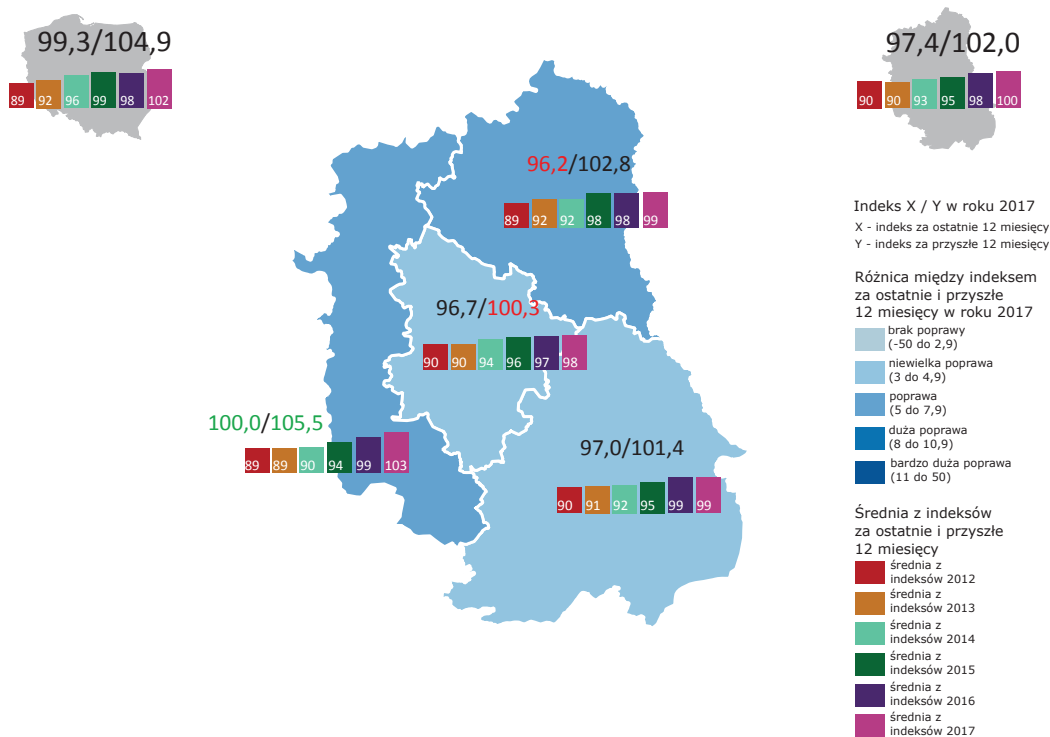 99,3/104,9
89 92 96 99 98 102
97,4/102,0
90 90 93 95 98 100
96,2/102,8
89 92 92 98 98 99
96,7/100,3
90 90 94 96 97 98
100,0/105,5
89 89 90 94 99 103
97,0/101,4
90 91 92 95 99 99
Indeks X / Y w roku 2017
X - indeks za ostatnie 12 miesięcy
Y - indeks za przyszłe 12 miesięcy
Różnica między indeksem
za ostatnie i przyszłe
12 miesięcy w roku 2017
brak poprawy
(-50 do 2,9)
niewielka poprawa
(3 do 4,9)
poprawa
(5 do 7,9)
duża poprawa
(8 do 10,9)
bardzo duża poprawa
(11 do 50)
Średnia z indeksów
za ostatnie i przyszłe
12 miesięcy
średnia z
indeksów 2012
średnia z
indeksów 2013
średnia z
indeksów 2014
średnia z
indeksów 2015
średnia z
indeksów 2016
średnia z
indeksów 2017